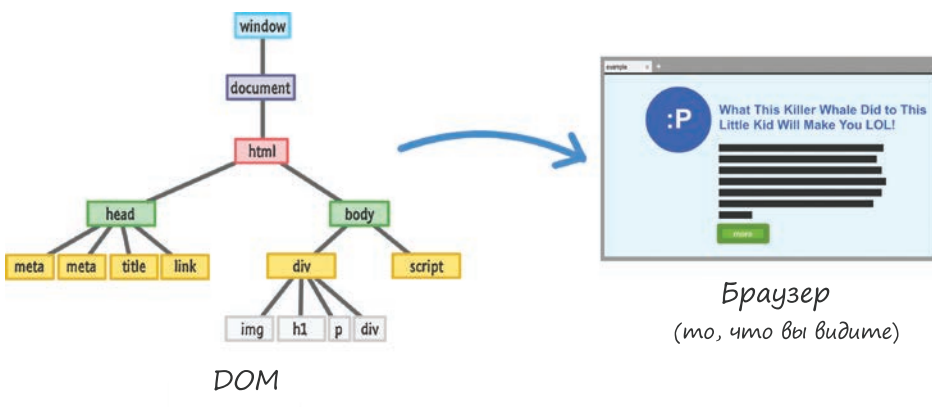 window
document
html
head
body
meta
meta
title
link
div
script
img
h1
p
div
DOM
example
x
+
:P
What This Killer Whale Did to This
Little Kid Will Make You LOL!
more
Браузер
(то, что вы видите)